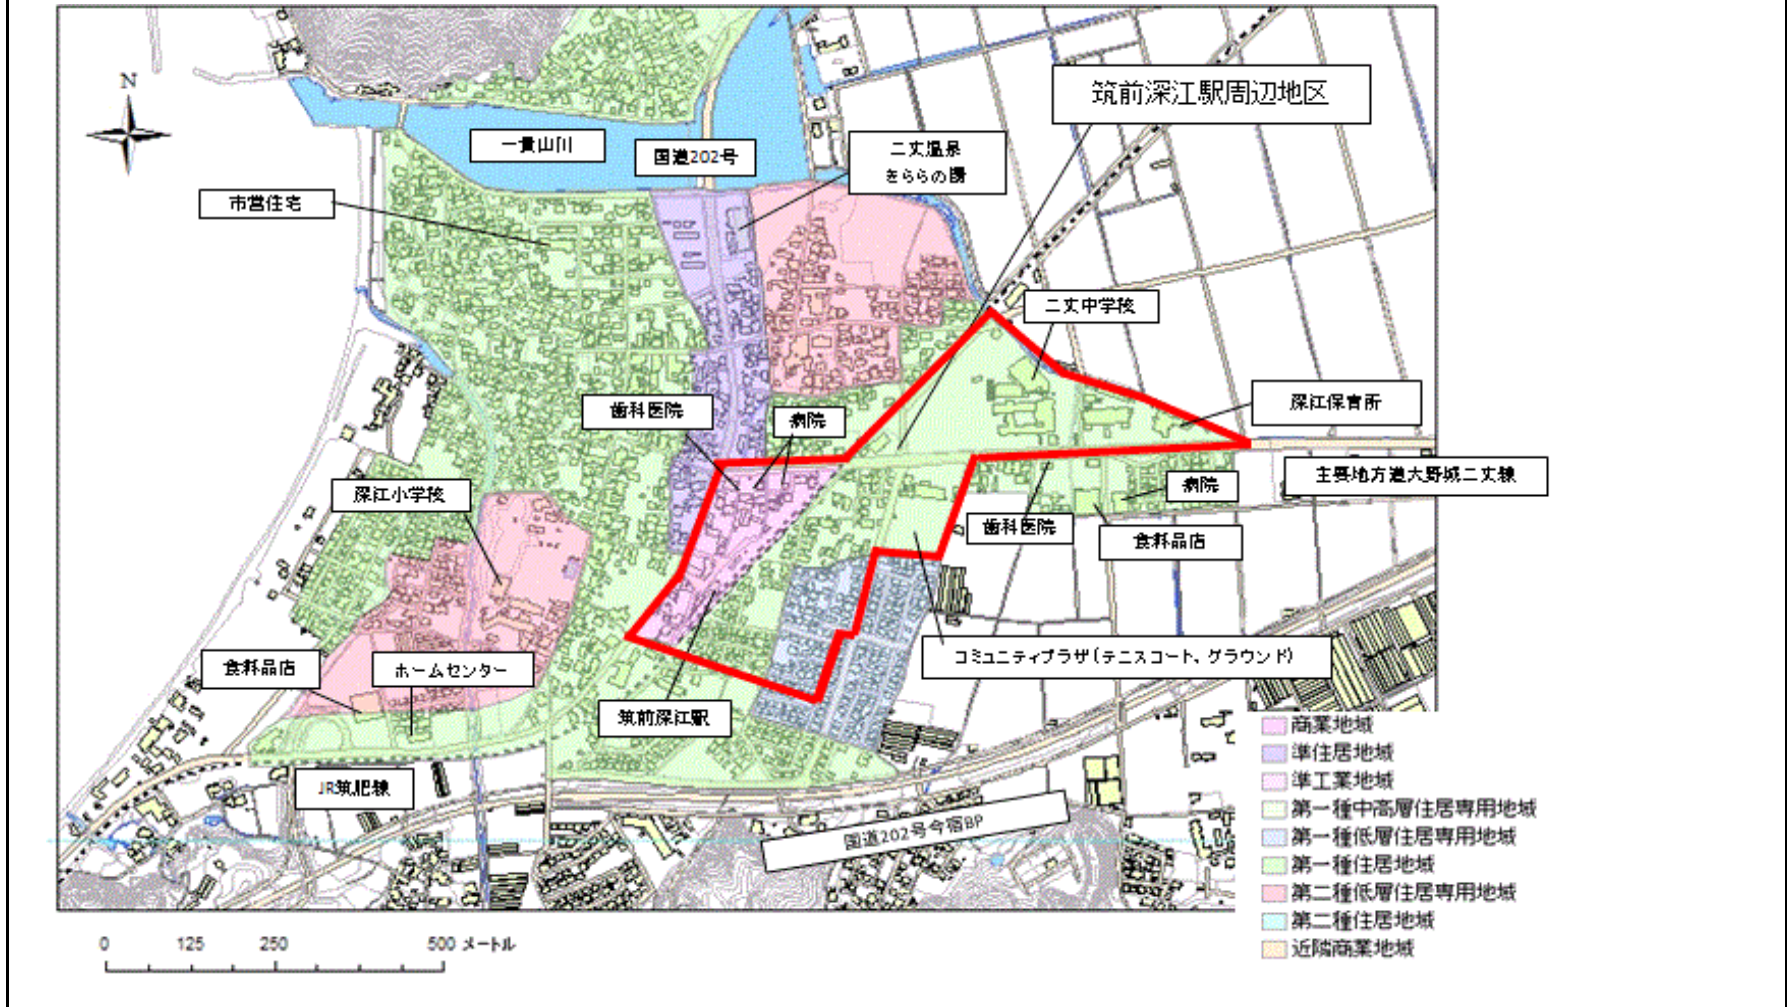 筑前深江駅周辺地区
N
一貴山川
国道202号
二丈温泉
きららの湯
市営住宅
二丈中学校
深江保育所
歯科医院
病院
主要地方道大野城二丈線
病院
深江小学校
歯科医院
食料品店
コミュニティプラザ(テニスコート、グラウンド)
食料品店
ホームセンター
筑前深江駅
JR筑肥線
国道202号今宿BP
商業地域
準住居地域
準工業地域
第一種中高層住居専用地域
第一種低層住居専用地域
第一種住居地域
第二種低層住居専用地域
第二種住居地域
近隣商業地域
0 125 250 500 メートル